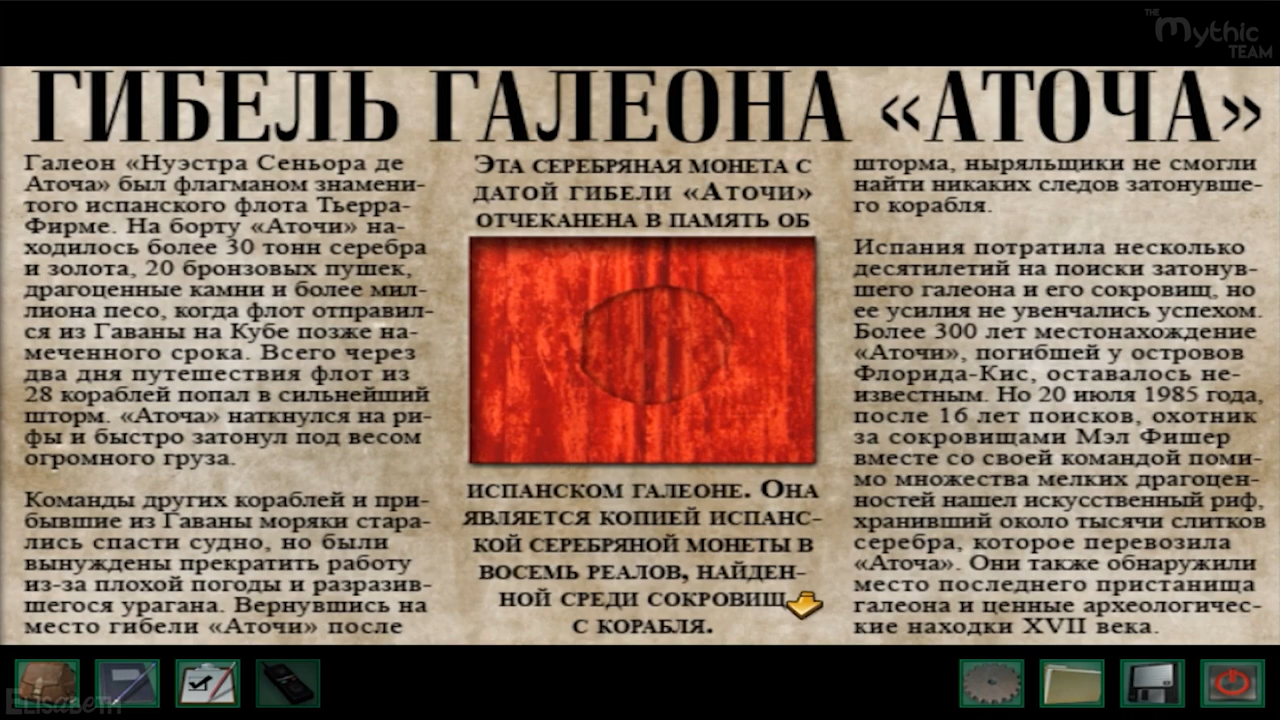 THE
Mythic
TEAM
ГИБЕЛЬ ГАЛЕОНА «АТОЧА»
Галеон «Нуэстра Сеньора де
Аточа» был флагманом знамени-
того испанского флота Тьерра-
Фирме. На борту «Аточи» на-
ходилось более 30 тонн серебра
и золота, 20 бронзовых пушек,
драгоценные камни и более мил-
лиона песо, когда флот отправил-
ся из Гаваны на Кубе позже на-
меченного срока. Всего через
два дня путешествия флот из
28 кораблей попал в сильнейший
шторм. «Аточа» наткнулся на ри-
фы и быстро затонул под весом
огромного груза.
Команды других кораблей и при-
бывшие из Гаваны моряки стара-
лись спасти судно, но были
вынуждены прекратить работу
из-за плохой погоды и разразив-
шегося урагана. Вернувшись на
место гибели «Аточи» после
Эта серебряная монета с
датой гибели «Аточи»
отчеканена в память об
испанском галеоне. Она
является копией испанс-
кой серебряной монеты в
восемь реалов, найден-
ной среди сокровищ
с корабля.
шторма, ныряльщики не смогли
найти никаких следов затонувше-
го корабля.
Испания потратила несколько
десятилетий на поиски затонув-
шего галеона и его сокровищ, но
ее усилия не увенчались успехом.
Более 300 лет местонахождение
«Аточи», погибшей у островов
Флорида-Кис, оставалось не-
известным. Но 20 июля 1985 года,
после 16 лет поисков, охотник
за сокровищами Мэл Фишер
вместе со своей командой поми-
мо множества мелких драгоцен-
ностей нашел искусственный риф,
хранивший около тысячи слитков
серебра, которое перевозила
«Аточа». Они также обнаружили
место последнего пристанища
галеона и ценные археологичес-
кие находки XVII века.
ELisabeth